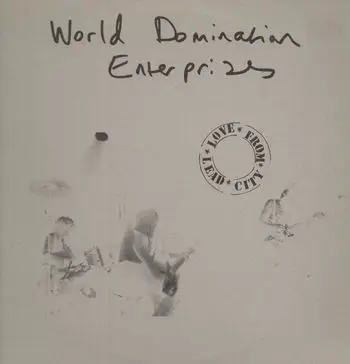 World Domination
Enterprizes
LOVE FROM
LEAD CITY